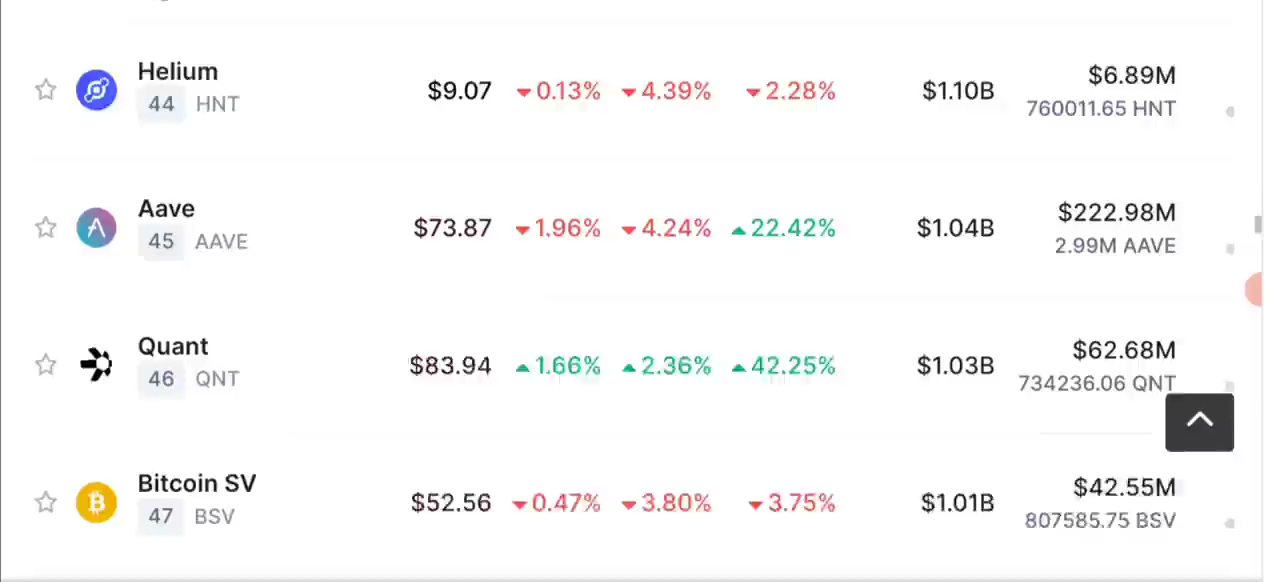 Helium
44 HNT
$9.07 0.13% 4.39% 2.28% $1.10B
$6.89M
760011.65 HNT
Aave
45 AAVE
$73.87 1.96% 4.24% 22.42% $1.04B
$222.98M
2.99M AAVE
Quant
46 QNT
$83.94 1.66% 2.36% 42.25% $1.03B
$62.68M
734236.06 QNT
Bitcoin SV
47 BSV
$52.56 0.47% 3.80% 3.75% $1.01B
$42.55M
807585.75 BSV